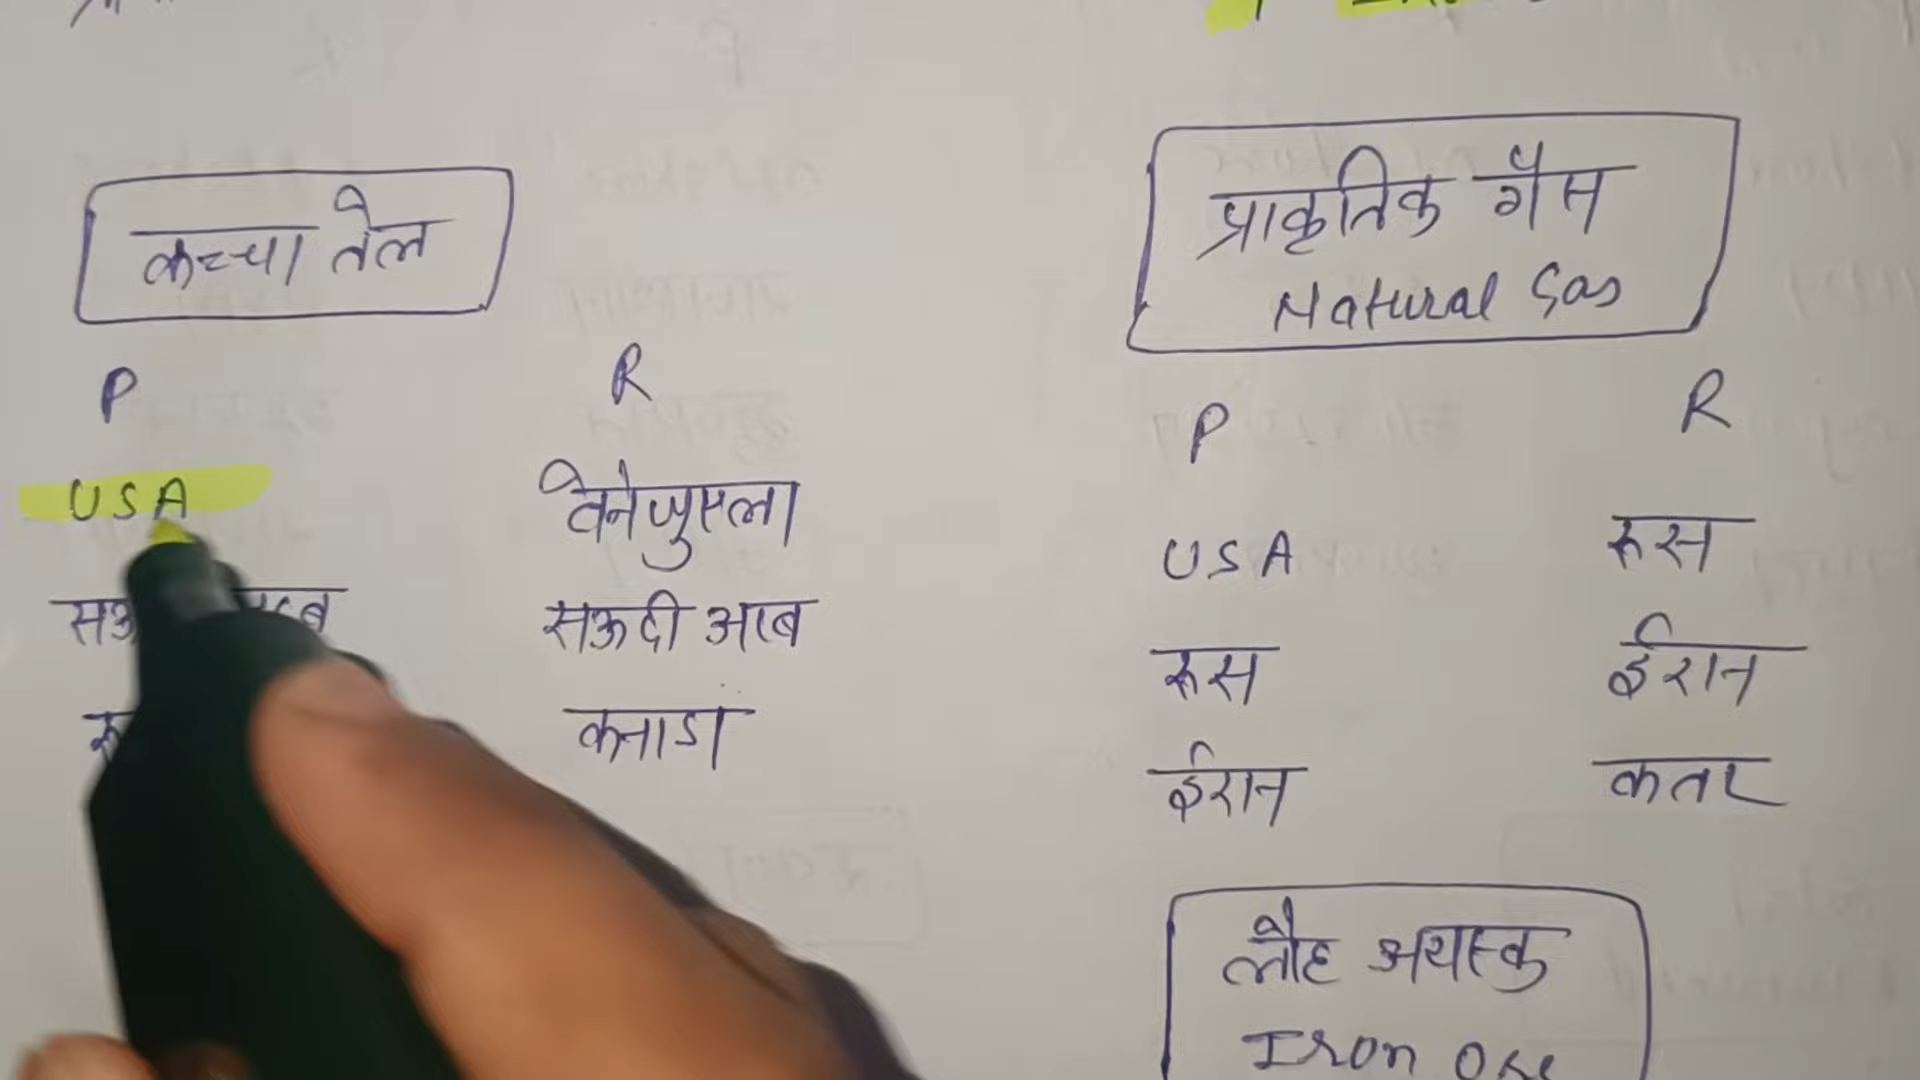 कच्चा तेल
P R
USA वेनेजुएला
सऊदी अरब
कनाडा
प्राकृतिक गैस
Natural Gas
P R
USA रूस
रूस ईरान
ईरान कतर
लौह अयस्क
Iron Ore